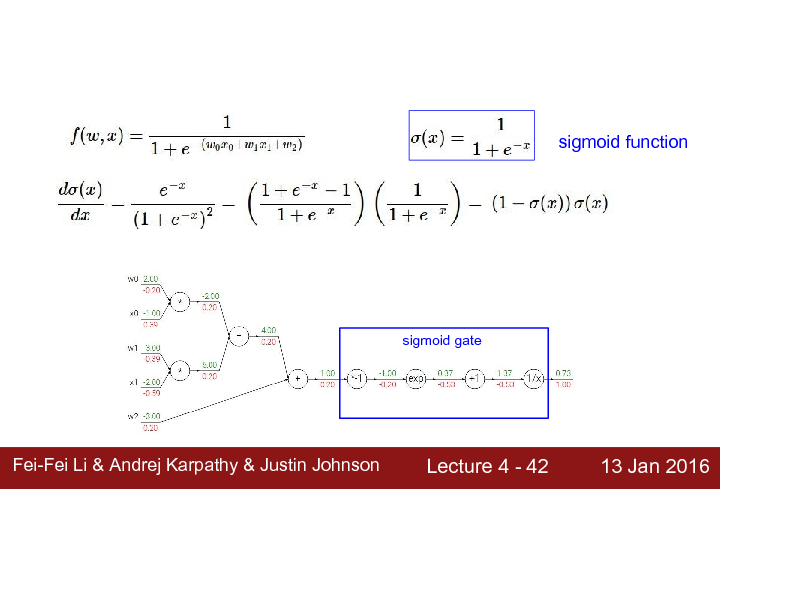 f(w, x) = 1 / (1 + e^-(w0x0 + w1x1 + w2))
σ(x) = 1 / (1 + e^-x)
sigmoid function
dσ(x)/dx = e^-x / (1 + e^-x)^2 = ((1 + e^-x − 1) / (1 + e^-x)) (1 / (1 + e^-x)) = (1 − σ(x)) σ(x)
w0 2.00
-0.20
* -2.00
0.20
x0 -1.00
0.39
+ 4.00
0.20
w1 -3.00
-0.39
* 6.00
0.20
x1 -2.00
-0.59
w2 -3.00
0.20
sigmoid gate
+ 1.00 *-1 -1.00 exp 0.37 +1 1.37 1/x 0.73
0.20 -0.20 -0.53 -0.53 1.00
Fei-Fei Li & Andrej Karpathy & Justin Johnson
Lecture 4 - 42
13 Jan 2016